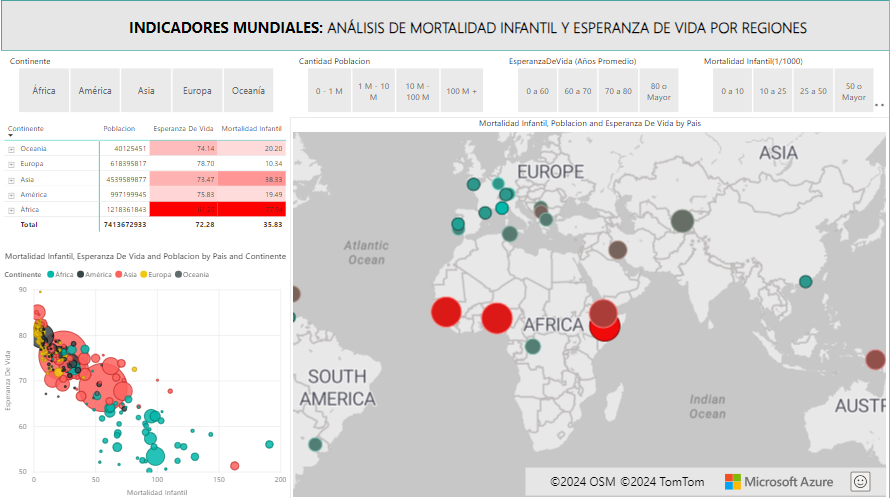 INDICADORES MUNDIALES: ANÁLISIS DE MORTALIDAD INFANTIL Y ESPERANZA DE VIDA POR REGIONES
Continente
África América Asia Europa Oceanía
Cantidad Poblacion
0 - 1 M 1 M - 10 M 10 M - 100 M 100 M +
EsperanzaDeVida (Años Promedio)
0 a 60 60 a 70 70 a 80 80 o Mayor
Mortalidad Infantil(1/1000)
0 a 10 10 a 25 25 a 50 50 o Mayor
Continente Poblacion Esperanza De Vida Mortalidad Infantil
Oceania 40125451 74.14 20.20
Europa 618395817 78.70 10.34
Asia 4539589877 73.47 38.33
América 997199945 75.83 19.49
África 1218361843
Total 7413672933 72.28 35.83
Mortalidad Infantil, Esperanza De Vida and Poblacion by Pais and Continente
Continente África América Asia Europa Oceania
90
80
70
60
50
Esperanza De Vida
0 50 100 150 200
Mortalidad Infantil
Mortalidad Infantil, Poblacion and Esperanza De Vida by Pais
ASIA
EUROPE
Atlantic
Ocean
AFRICA
SOUTH
AMERICA
Indian
Ocean
AUSTR
©2024 OSM ©2024 TomTom Microsoft Azure